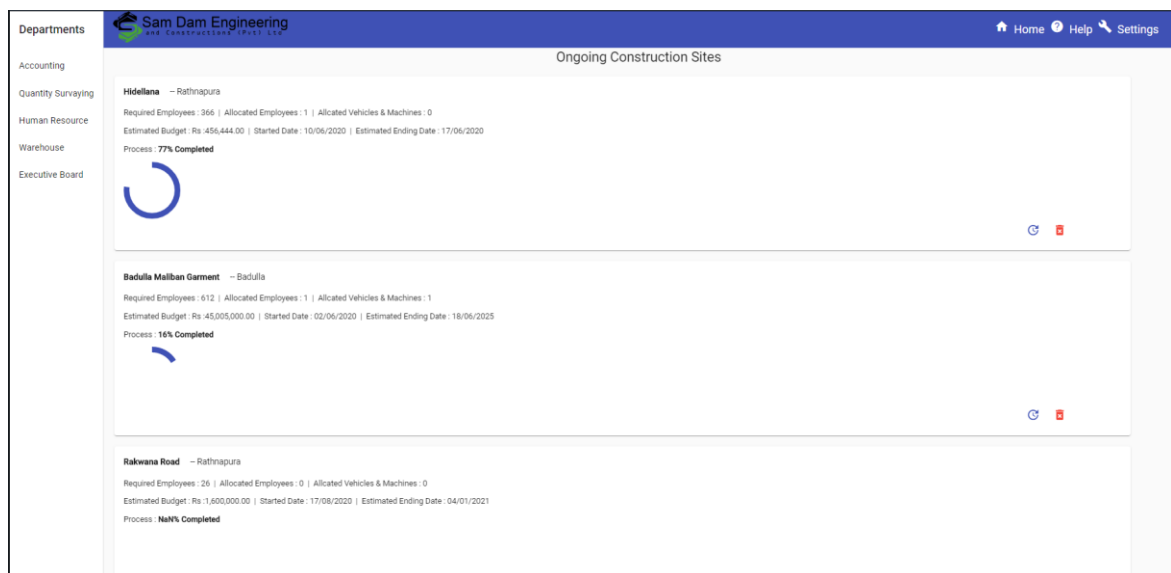 Departments
Accounting
Quantity Survaying
Human Resource
Warehouse
Executive Board
Sam Dam Engineering
and Constructions (Pvt) Ltd
Home Help Settings
Ongoing Construction Sites
Hidellana -- Rathnapura
Required Employees : 366 | Allocated Employees : 1 | Allcated Vehicles & Machines : 0
Estimated Budget : Rs :456,444.00 | Started Date : 10/06/2020 | Estimated Ending Date : 17/06/2020
Process : 77% Completed
Badulla Maliban Garment -- Badulla
Required Employees : 612 | Allocated Employees : 1 | Allcated Vehicles & Machines : 1
Estimated Budget : Rs :45,005,000.00 | Started Date : 02/06/2020 | Estimated Ending Date : 18/06/2025
Process : 16% Completed
Rakwana Road -- Rathnapura
Required Employees : 26 | Allocated Employees : 0 | Allcated Vehicles & Machines : 0
Estimated Budget : Rs :1,600,000.00 | Started Date : 17/08/2020 | Estimated Ending Date : 04/01/2021
Process : NaN% Completed